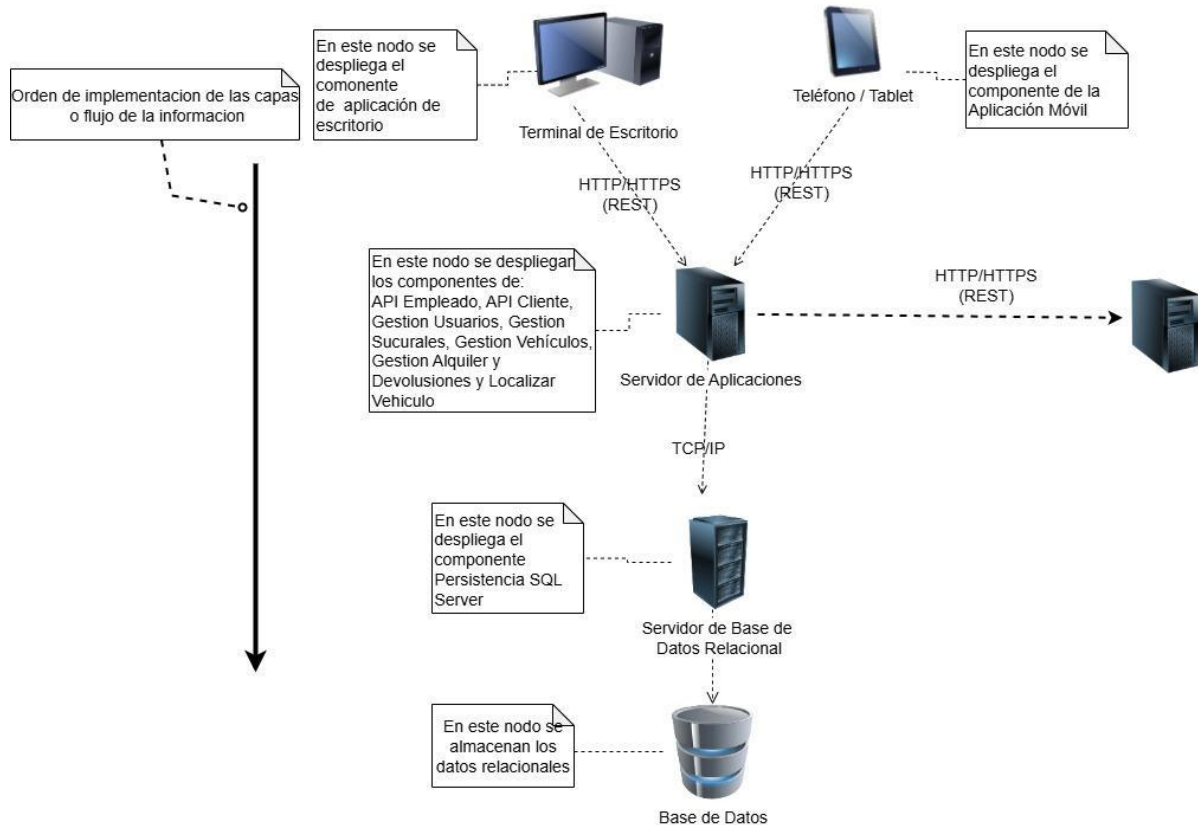 En este nodo se
despliega el
comonente
de aplicación de
escritorio
Orden de implementacion de las capas
o flujo de la informacion
Terminal de Escritorio
Teléfono / Tablet
En este nodo se
despliega el
componente de la
Aplicación Móvil
HTTP/HTTPS
(REST)
HTTP/HTTPS
(REST)
En este nodo se despliegan
los componentes de:
API Empleado, API Cliente,
Gestion Usuarios, Gestion
Sucurales, Gestion Vehículos,
Gestion Alquiler y
Devolusiones y Localizar
Vehiculo
Servidor de Aplicaciones
HTTP/HTTPS
(REST)
TCP/IP
En este nodo se
despliega el
componente
Persistencia SQL
Server
Servidor de Base de
Datos Relacional
En este nodo se
almacenan los
datos relacionales
Base de Datos